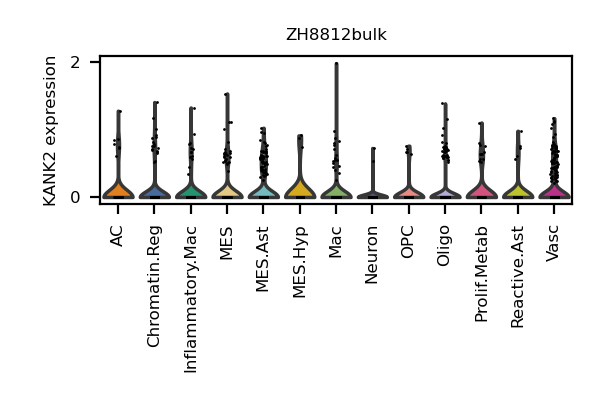 ZH8812bulk
KANK2 expression
2
0
AC
Chromatin.Reg
Inflammatory.Mac
MES
MES.Ast
MES.Hyp
Mac
Neuron
OPC
Oligo
Prolif.Metab
Reactive.Ast
Vasc